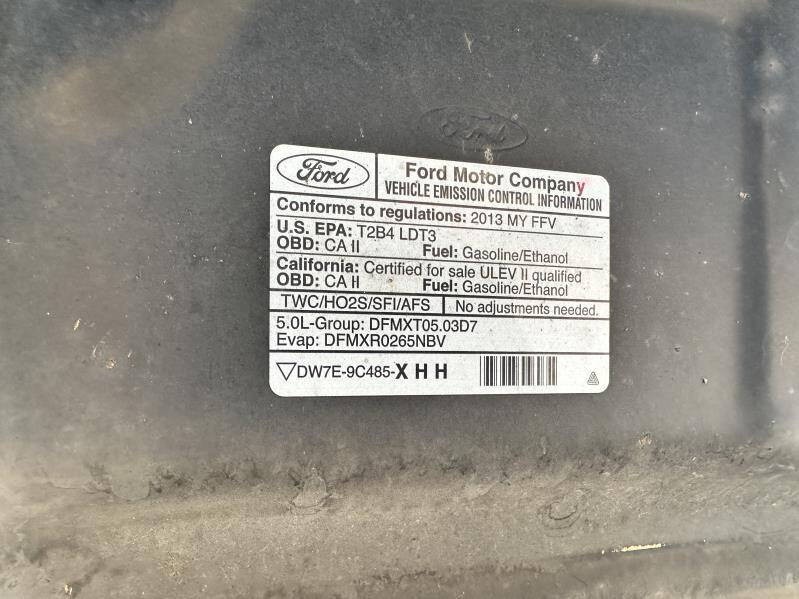 Ford
Ford
Ford Motor Company
VEHICLE EMISSION CONTROL INFORMATION
Conforms to regulations: 2013 MY FFV
U.S. EPA: T2B4 LDT3
OBD: CA II Fuel: Gasoline/Ethanol
California: Certified for sale ULEV II qualified
OBD: CA II Fuel: Gasoline/Ethanol
TWC/HO2S/SFI/AFS No adjustments needed.
5.0L-Group: DFMXT05.03D7
Evap: DFMXR0265NBV
DW7E-9C485-XHH